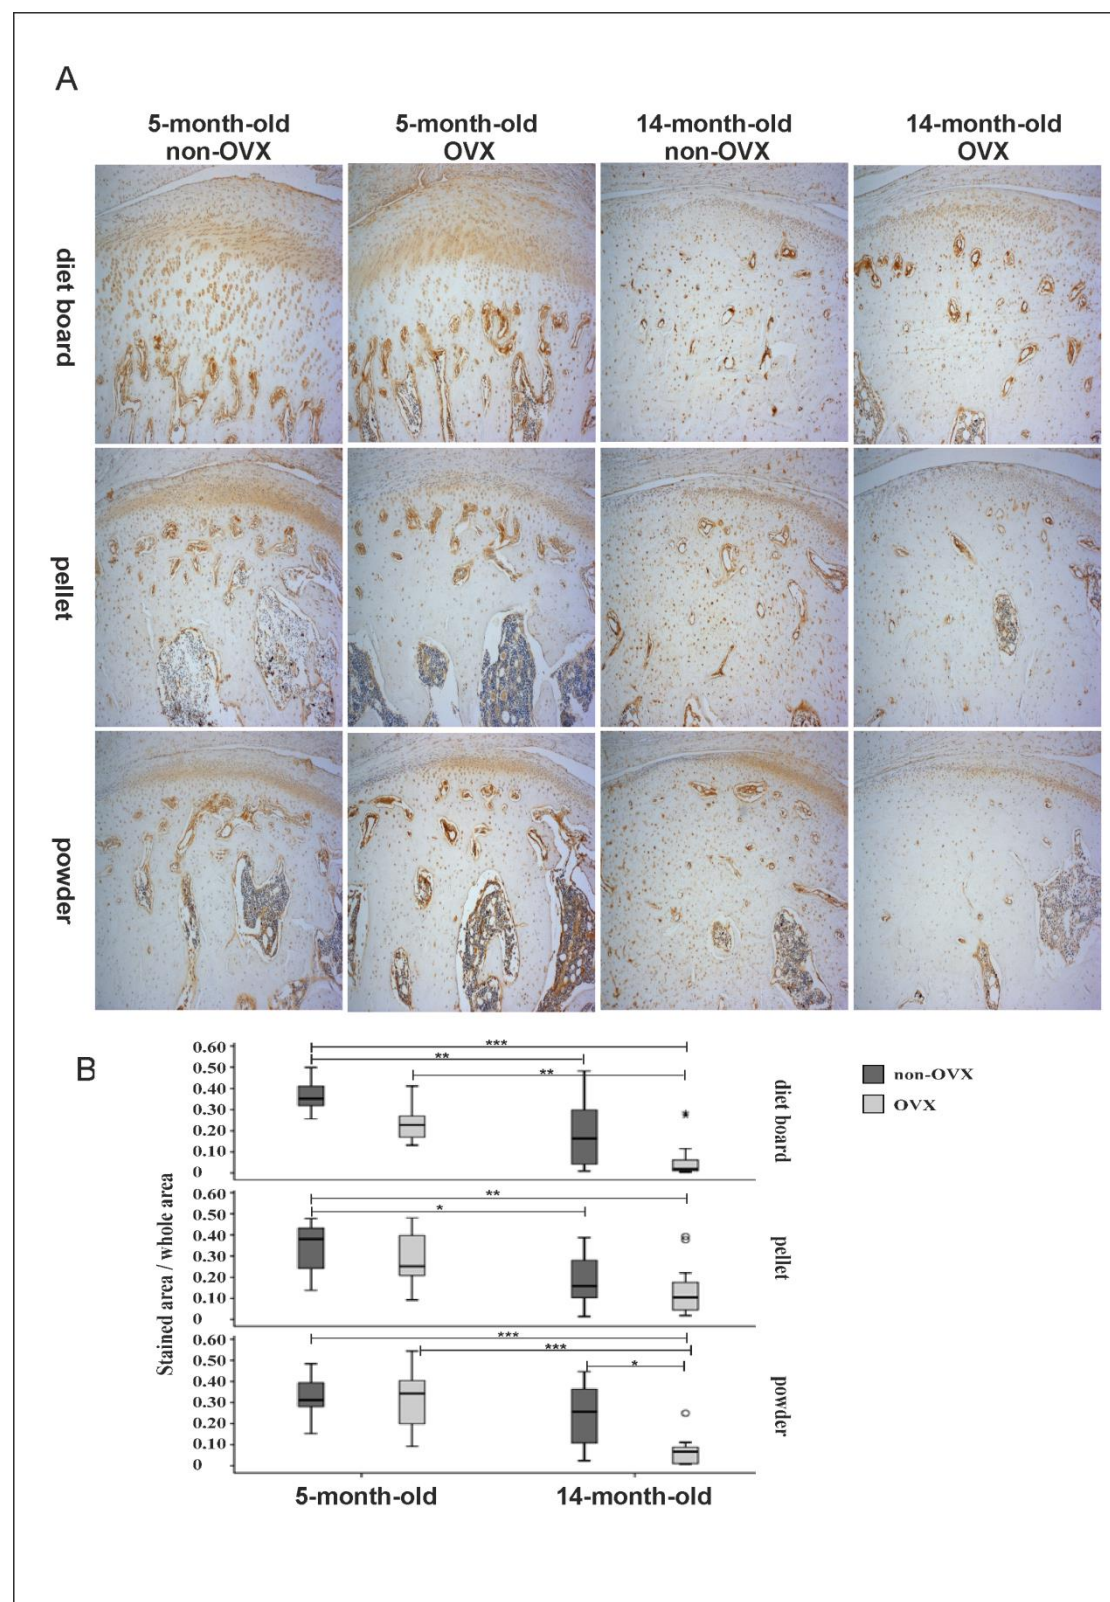 A
5-month-old
non-OVX
5-month-old
OVX
14-month-old
non-OVX
14-month-old
OVX
diet board
pellet
powder
B
Stained area / whole area
0.60
0.50
0.40
0.30
0.20
0.10
0
***
**
**
*
diet board
non-OVX
OVX
0.60
0.50
0.40
0.30
0.20
0.10
0
**
*
pellet
0.60
0.50
0.40
0.30
0.20
0.10
0
***
***
*
powder
5-month-old
14-month-old